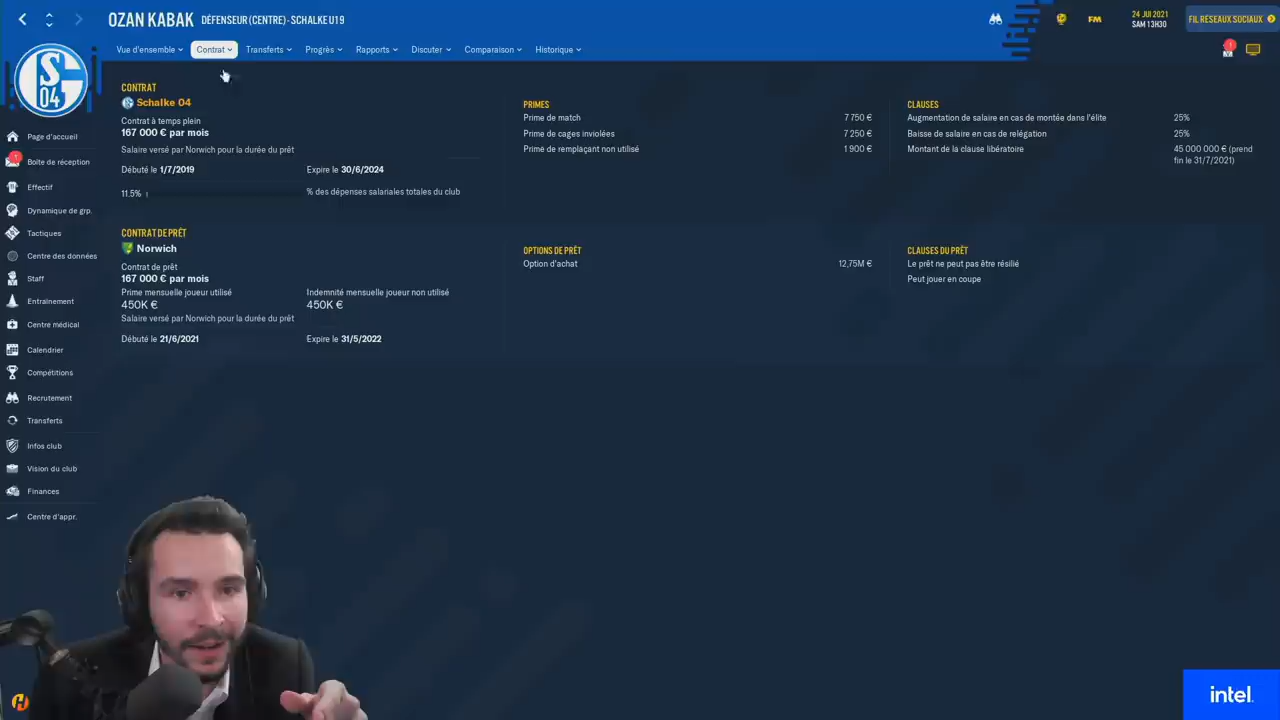 OZAN KABAK DÉFENSEUR (CENTRE) - SCHALKE U19
24 JUI 2021
SAM 13H30
FIL RÉSEAUX SOCIAUX
FM
Vue d'ensemble
Contrat
Transferts
Progrès
Rapports
Discuter
Comparaison
Historique
1
S
04
Page d'accueil
1
Boîte de réception
Effectif
Dynamique de grp.
Tactiques
Centre des données
Staff
Entraînement
Centre médical
Calendrier
Compétitions
Recrutement
Transferts
Infos club
Vision du club
Finances
Centre d'appr.
CONTRAT
Schalke 04
Contrat à temps plein
167 000 € par mois
Salaire versé par Norwich pour la durée du prêt
Débuté le 1/7/2019
Expire le 30/6/2024
11.5%
% des dépenses salariales totales du club
PRIMES
Prime de match 7 750 €
Prime de cages inviolées 7 250 €
Prime de remplaçant non utilisé 1 900 €
CLAUSES
Augmentation de salaire en cas de montée dans l'élite 25%
Baisse de salaire en cas de relégation 25%
Montant de la clause libératoire 45 000 000 € (prend
fin le 31/7/2021)
CONTRAT DE PRÊT
Norwich
Contrat de prêt
167 000 € par mois
Prime mensuelle joueur utilisé
450K €
Indemnité mensuelle joueur non utilisé
450K €
Salaire versé par Norwich pour la durée du prêt
Débuté le 21/6/2021
Expire le 31/5/2022
OPTIONS DE PRÊT
Option d'achat 12,75M €
CLAUSES DU PRÊT
Le prêt ne peut pas être résilié
Peut jouer en coupe
intel.